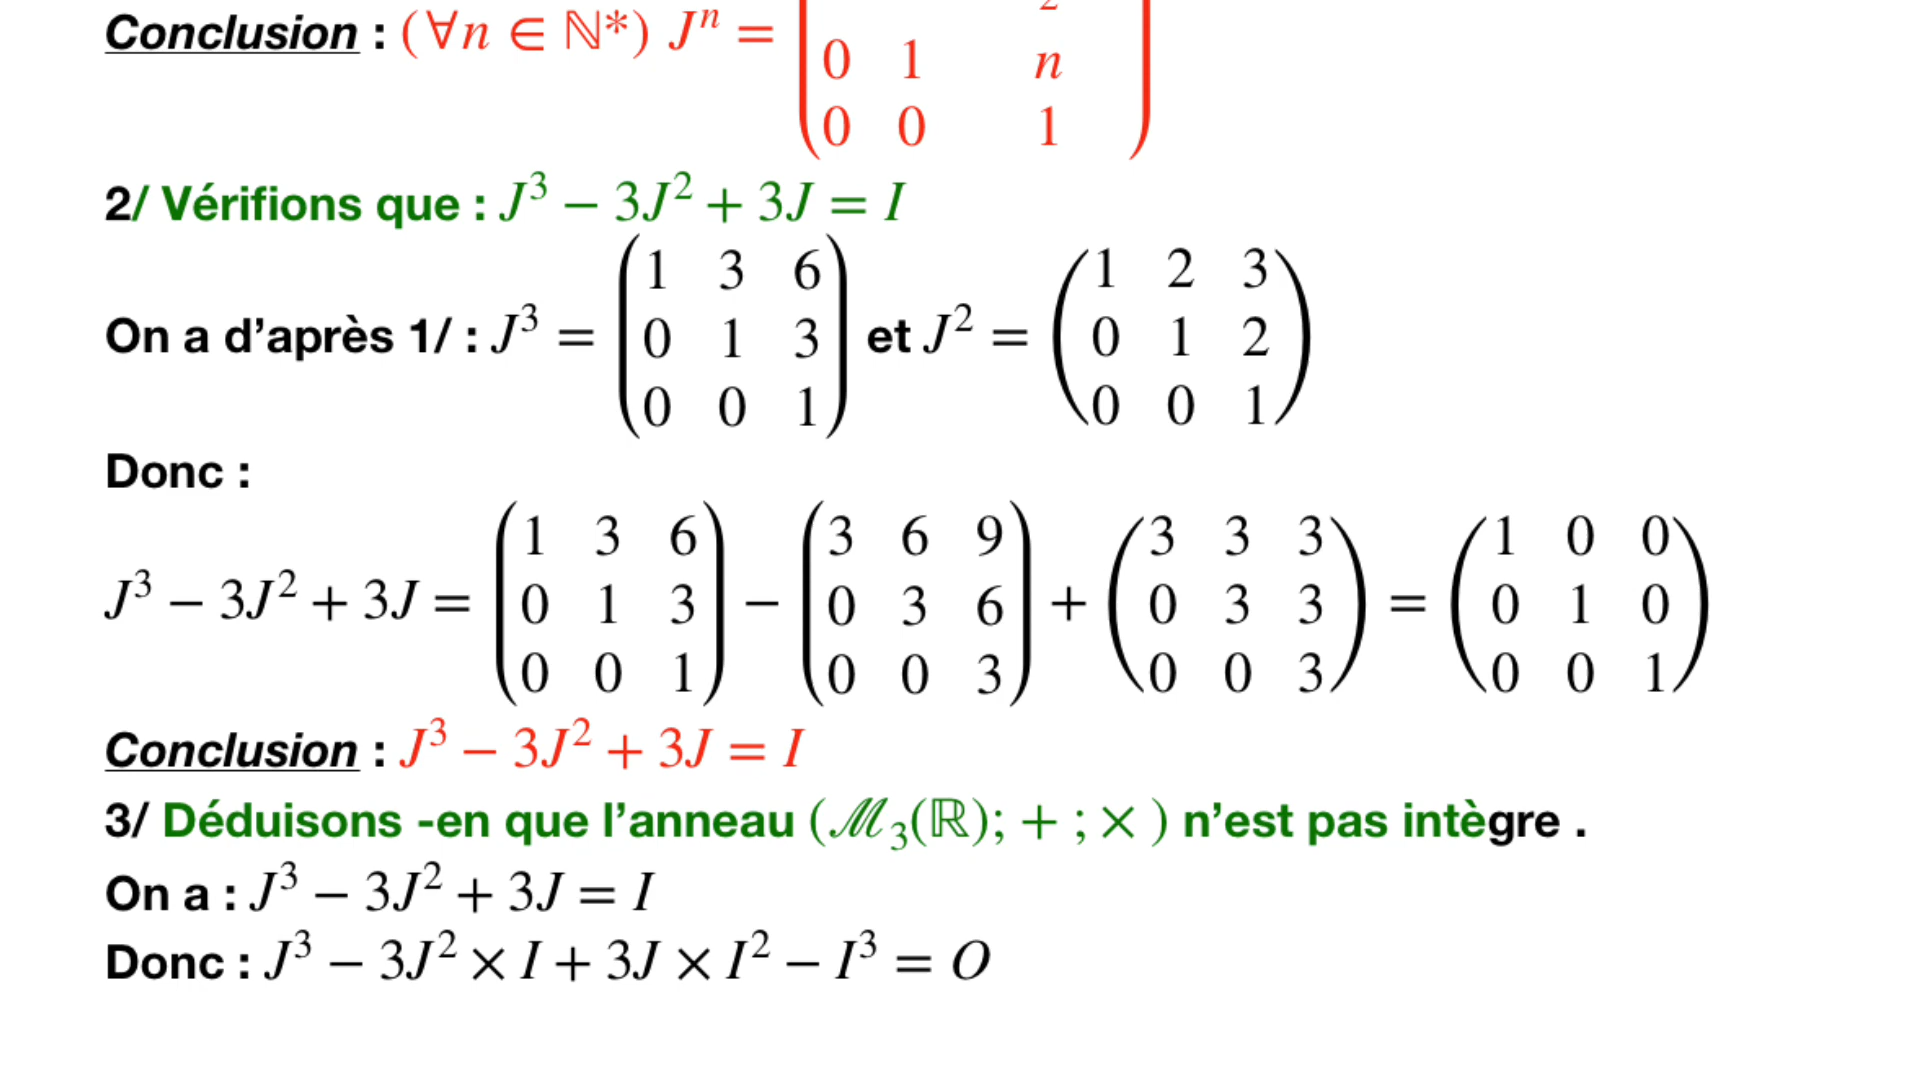 Conclusion : (∀n ∈ ℕ*) Jⁿ =
2
0 1 n
0 0 1
2/ Vérifions que : J³ − 3J² + 3J = I
On a d'après 1/ : J³ = (1 3 6 ; 0 1 3 ; 0 0 1) et J² = (1 2 3 ; 0 1 2 ; 0 0 1)
Donc :
J³ − 3J² + 3J = (1 3 6 ; 0 1 3 ; 0 0 1) − (3 6 9 ; 0 3 6 ; 0 0 3) + (3 3 3 ; 0 3 3 ; 0 0 3) = (1 0 0 ; 0 1 0 ; 0 0 1)
Conclusion : J³ − 3J² + 3J = I
3/ Déduisons -en que l'anneau (ℳ₃(ℝ); + ; × ) n'est pas intègre .
On a : J³ − 3J² + 3J = I
Donc : J³ − 3J² × I + 3J × I² − I³ = O